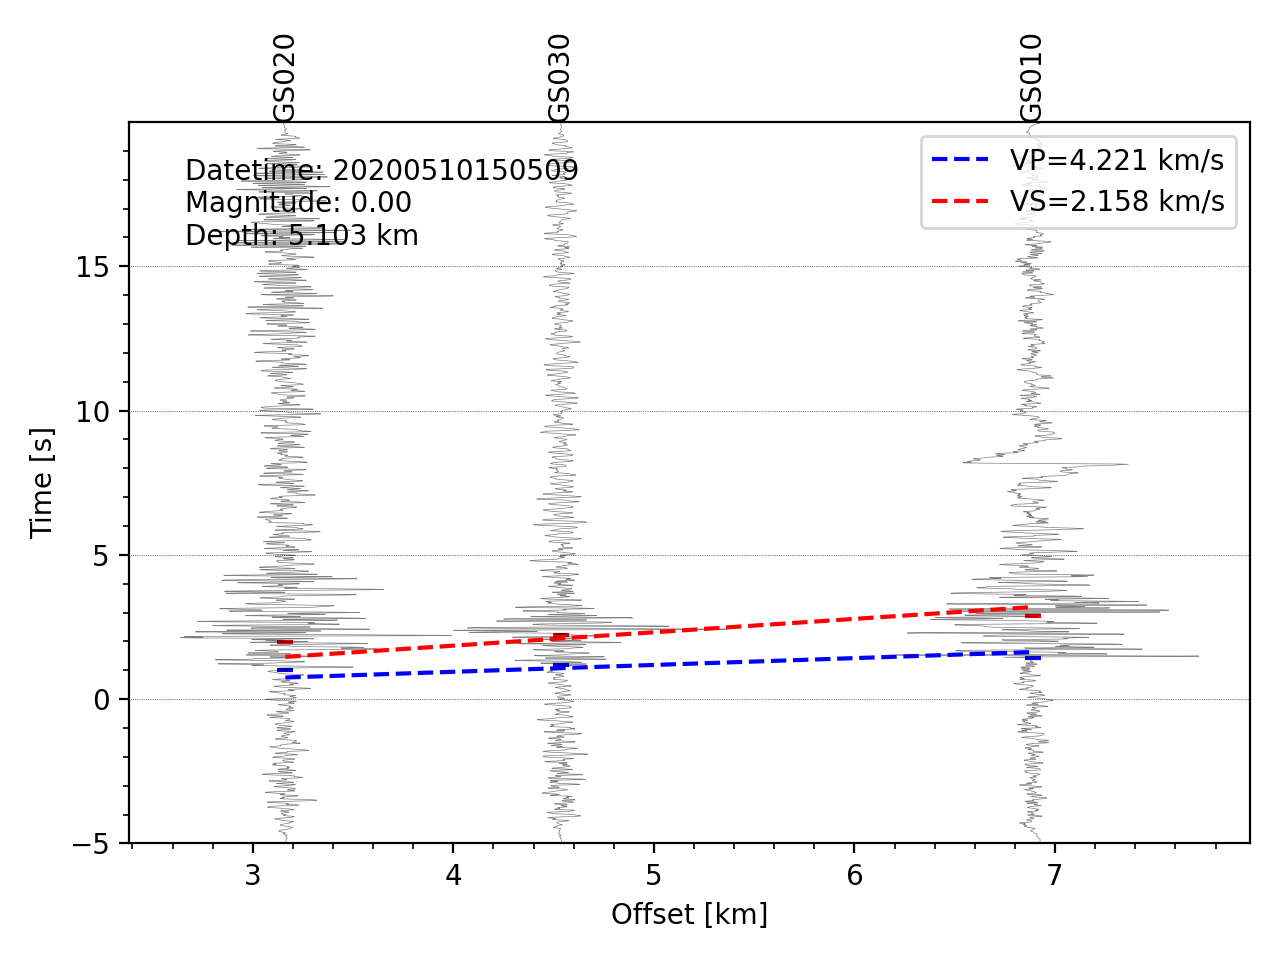 GS020 GS030 GS010
Datetime: 20200510150509
Magnitude: 0.00
Depth: 5.103 km
VP=4.221 km/s
VS=2.158 km/s
15
10
5
0
−5
Time [s]
3 4 5 6 7
Offset [km]